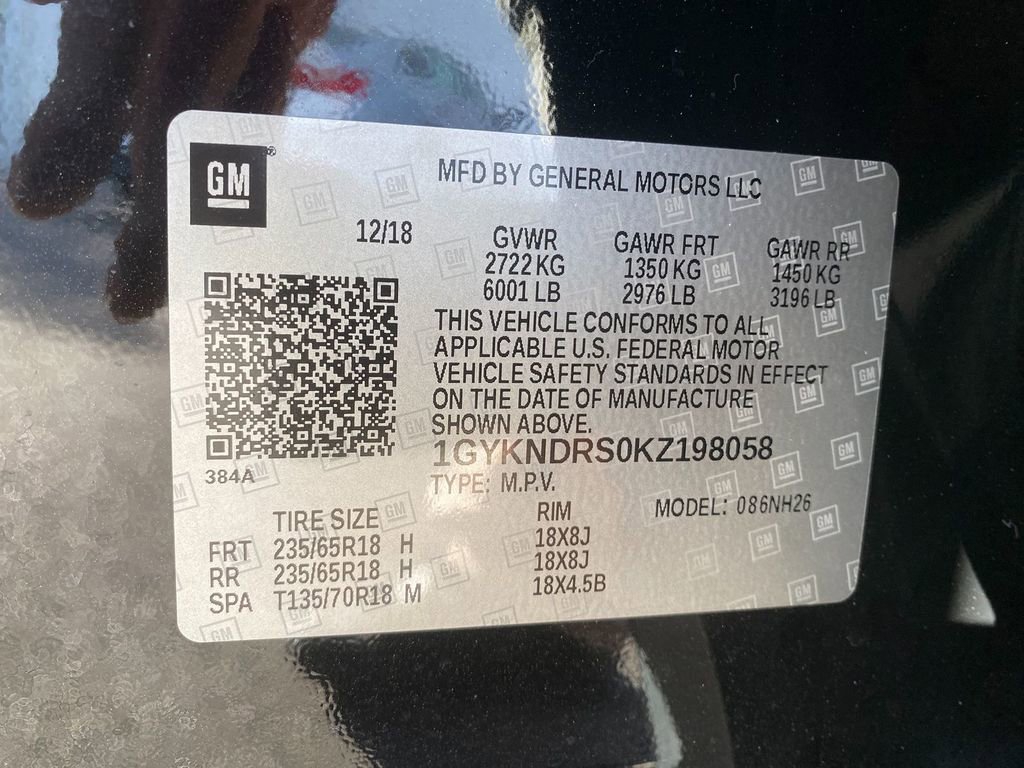 GM
MFD BY GENERAL MOTORS LLC
12/18 GVWR GAWR FRT GAWR RR
2722 KG 1350 KG 1450 KG
6001 LB 2976 LB 3196 LB
THIS VEHICLE CONFORMS TO ALL
APPLICABLE U.S. FEDERAL MOTOR
VEHICLE SAFETY STANDARDS IN EFFECT
ON THE DATE OF MANUFACTURE
SHOWN ABOVE.
1GYKNDRS0KZ198058
384A
TYPE: M.P.V.
MODEL: 086NH26
TIRE SIZE RIM
FRT 235/65R18 H 18X8J
RR 235/65R18 H 18X8J
SPA T135/70R18 M 18X4.5B